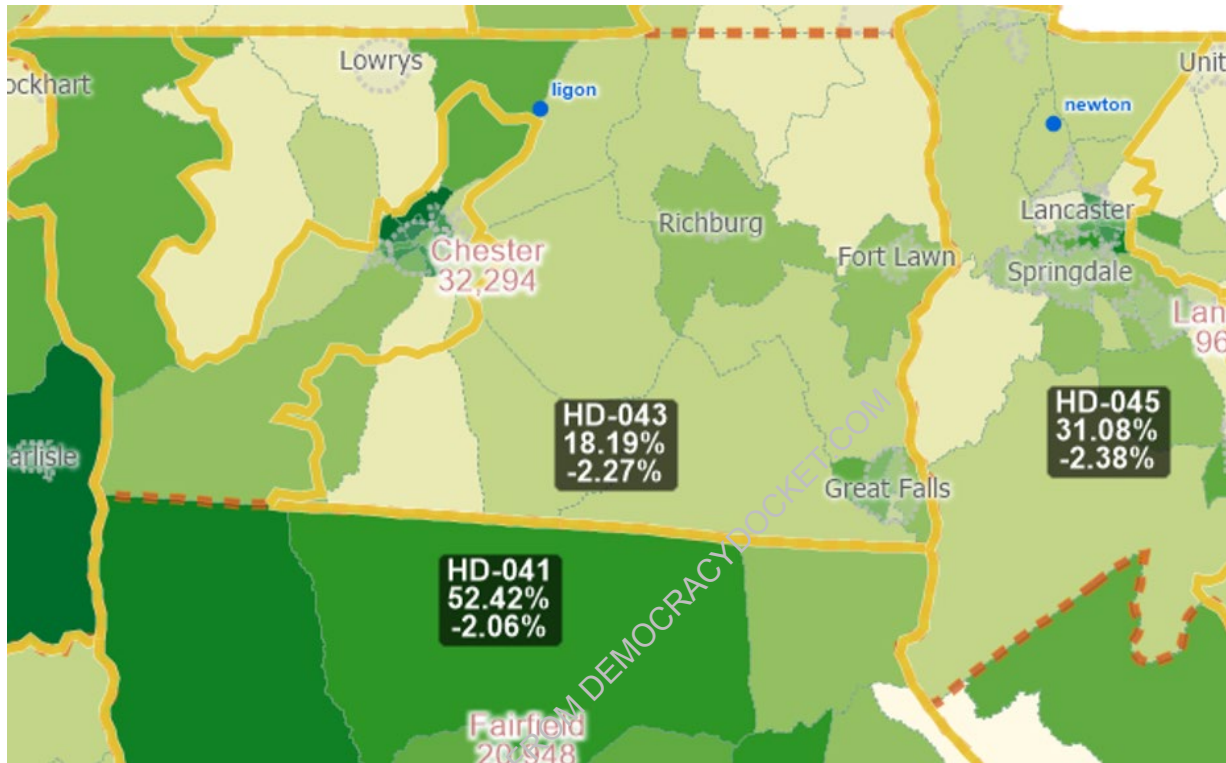 Lowrys
ockhart
Unit
ligon
newton
Richburg
Lancaster
Chester
32,294
Fort Lawn
Springdale
Lan
96
HD-043
18.19%
-2.27%
HD-045
31.08%
-2.38%
arlisle
Great Falls
HD-041
52.42%
-2.06%
DEMOCRACYDOCKET.COM
Fairfield
20,948